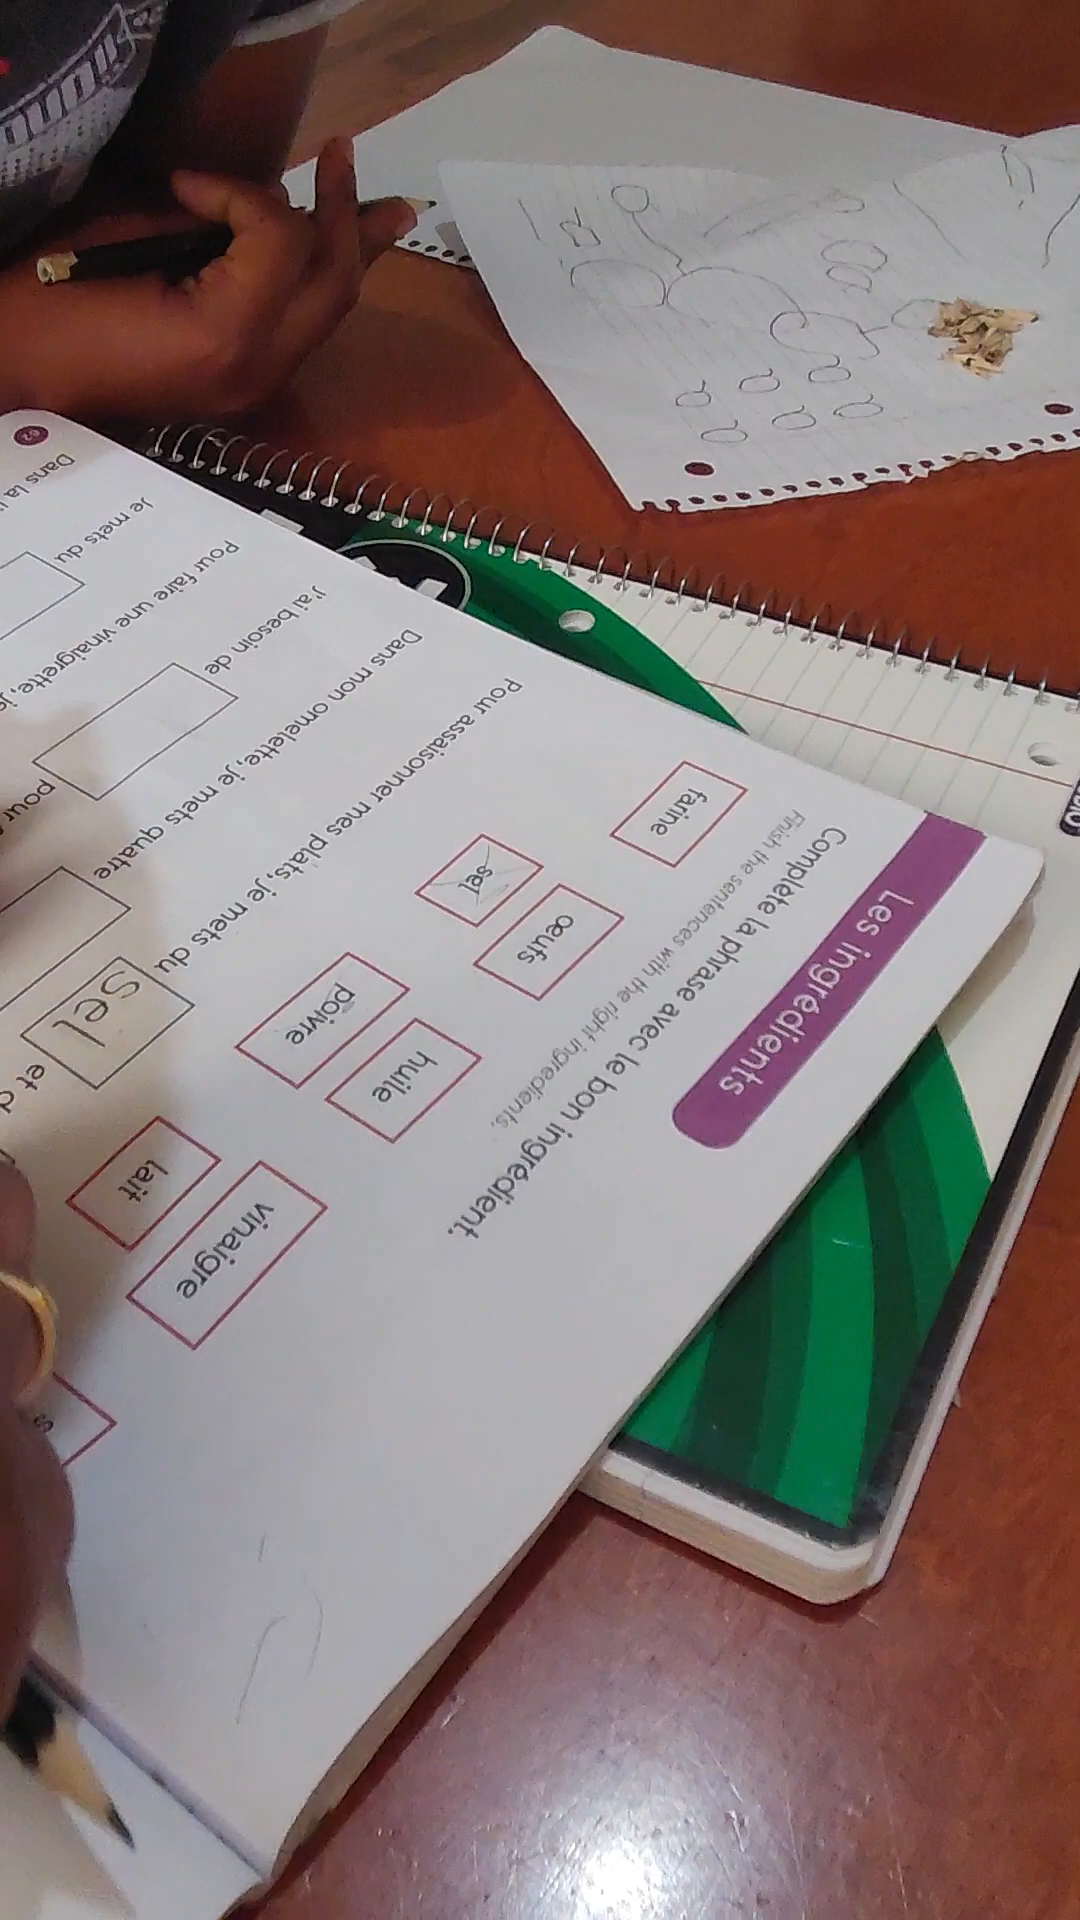 Les ingrédients
Complète la phrase avec le bon ingrédient.
Finish the sentences with the right ingredients.
farine
œufs
huile
vinaigre
sel
poivre
lait
s
Pour assaisonner mes plats, je mets du sel et d
Dans mon omelette, je mets quatre
J'ai besoin de pour
Pour faire une vinaigrette, je
Je mets du
Dans la
62